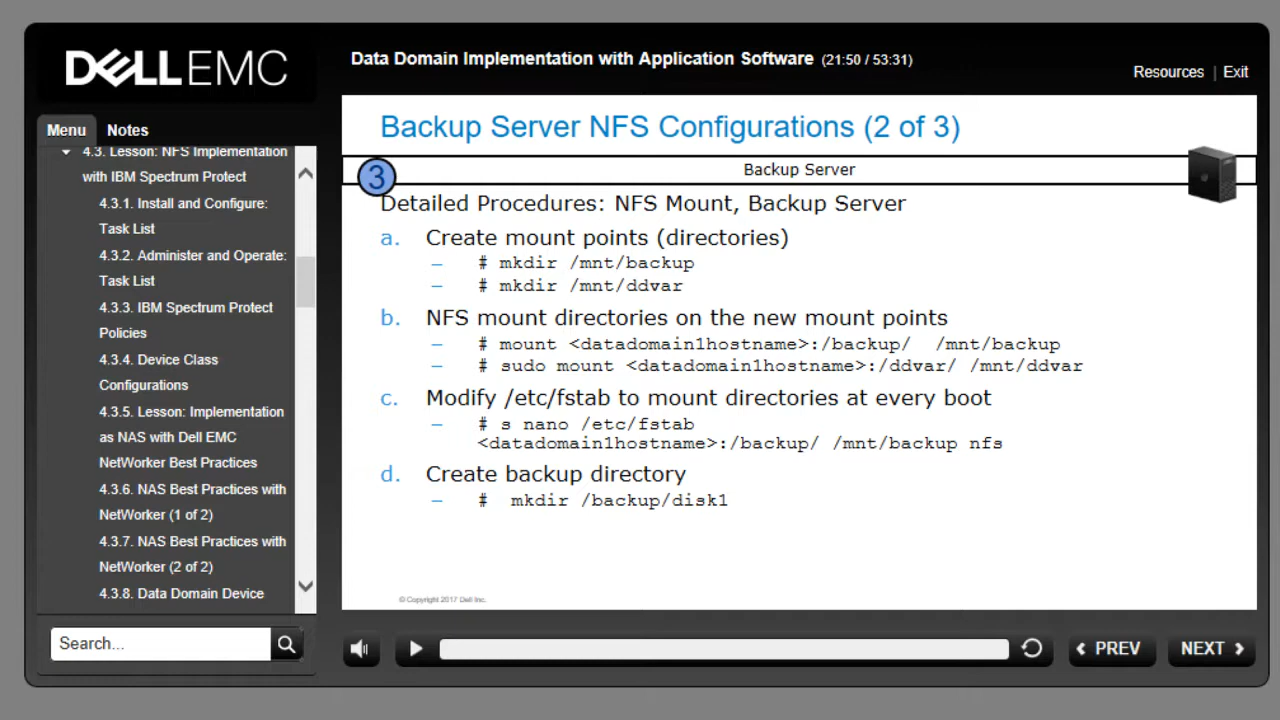 DELL EMC
Data Domain Implementation with Application Software (21:50 / 53:31)
Resources | Exit
Menu Notes
4.3. Lesson: NFS Implementation
with IBM Spectrum Protect
4.3.1. Install and Configure:
Task List
4.3.2. Administer and Operate:
Task List
4.3.3. IBM Spectrum Protect
Policies
4.3.4. Device Class
Configurations
4.3.5. Lesson: Implementation
as NAS with Dell EMC
NetWorker Best Practices
4.3.6. NAS Best Practices with
NetWorker (1 of 2)
4.3.7. NAS Best Practices with
NetWorker (2 of 2)
4.3.8. Data Domain Device
Search...
Backup Server NFS Configurations (2 of 3)
3
Backup Server
Detailed Procedures: NFS Mount, Backup Server
a. Create mount points (directories)
– # mkdir /mnt/backup
– # mkdir /mnt/ddvar
b. NFS mount directories on the new mount points
– # mount <datadomain1hostname>:/backup/ /mnt/backup
– # sudo mount <datadomain1hostname>:/ddvar/ /mnt/ddvar
c. Modify /etc/fstab to mount directories at every boot
– # s nano /etc/fstab
<datadomain1hostname>:/backup/ /mnt/backup nfs
d. Create backup directory
– # mkdir /backup/disk1
© Copyright 2017 Dell Inc.
PREV
NEXT